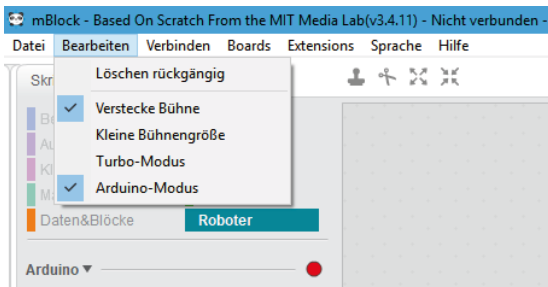 mBlock - Based On Scratch From the MIT Media Lab(v3.4.11) - Nicht verbunden -
Datei Bearbeiten Verbinden Boards Extensions Sprache Hilfe
Löschen rückgängig
Verstecke Bühne
Kleine Bühnengröße
Turbo-Modus
Arduino-Modus
Daten&Blöcke Roboter
Arduino